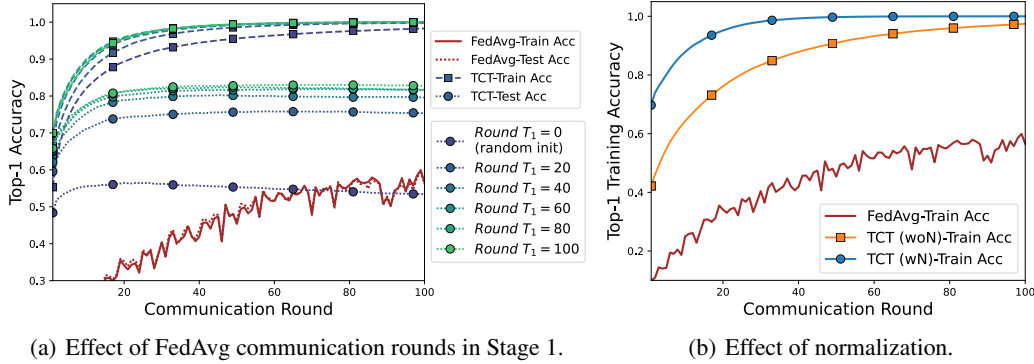 1.0
0.9
0.8
0.7
0.6
0.5
0.4
0.3
Top-1 Accuracy
20
40
60
80
100
Communication Round
FedAvg-Train Acc
FedAvg-Test Acc
TCT-Train Acc
TCT-Test Acc
Round T₁ = 0
(random init)
Round T₁ = 20
Round T₁ = 40
Round T₁ = 60
Round T₁ = 80
Round T₁ = 100
(a) Effect of FedAvg communication rounds in Stage 1.
1.0
0.8
0.6
0.4
0.2
Top-1 Training Accuracy
20
40
60
80
100
Communication Round
FedAvg-Train Acc
TCT (woN)-Train Acc
TCT (wN)-Train Acc
(b) Effect of normalization.